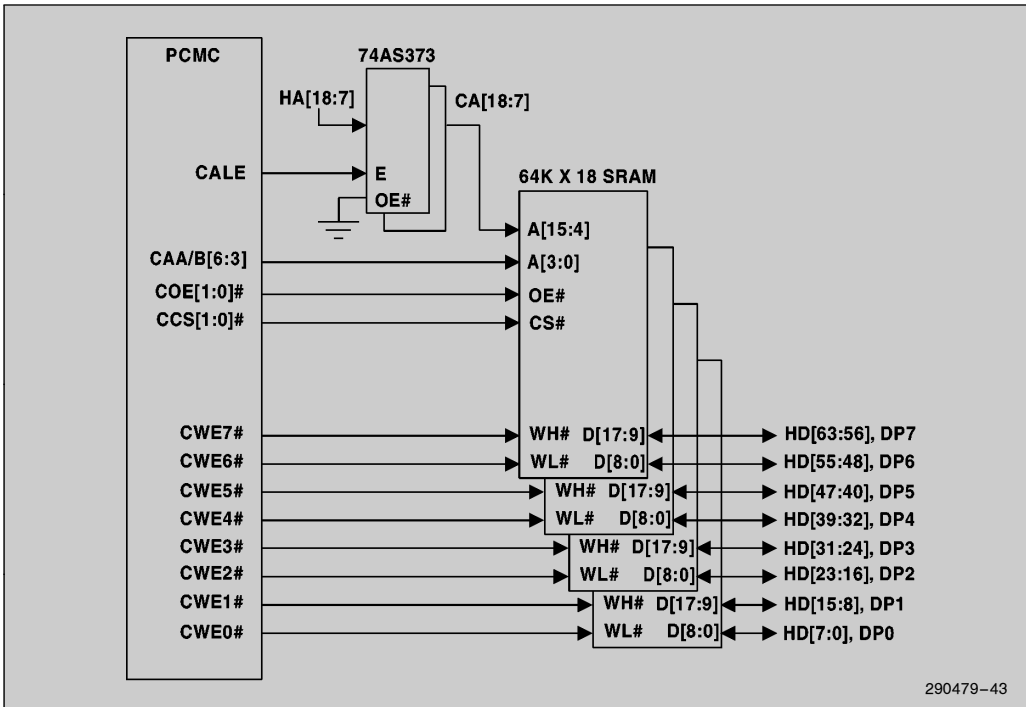 PCMC
74AS373
HA[18:7]
CA[18:7]
CALE
E
OE#
64K X 18 SRAM
A[15:4]
CAA/B[6:3]
A[3:0]
COE[1:0]#
OE#
CCS[1:0]#
CS#
CWE7#
WH# D[17:9]
HD[63:56], DP7
CWE6#
WL# D[8:0]
HD[55:48], DP6
CWE5#
WH# D[17:9]
HD[47:40], DP5
CWE4#
WL# D[8:0]
HD[39:32], DP4
CWE3#
WH# D[17:9]
HD[31:24], DP3
CWE2#
WL# D[8:0]
HD[23:16], DP2
CWE1#
WH# D[17:9]
HD[15:8], DP1
CWE0#
WL# D[8:0]
HD[7:0], DP0
290479–43